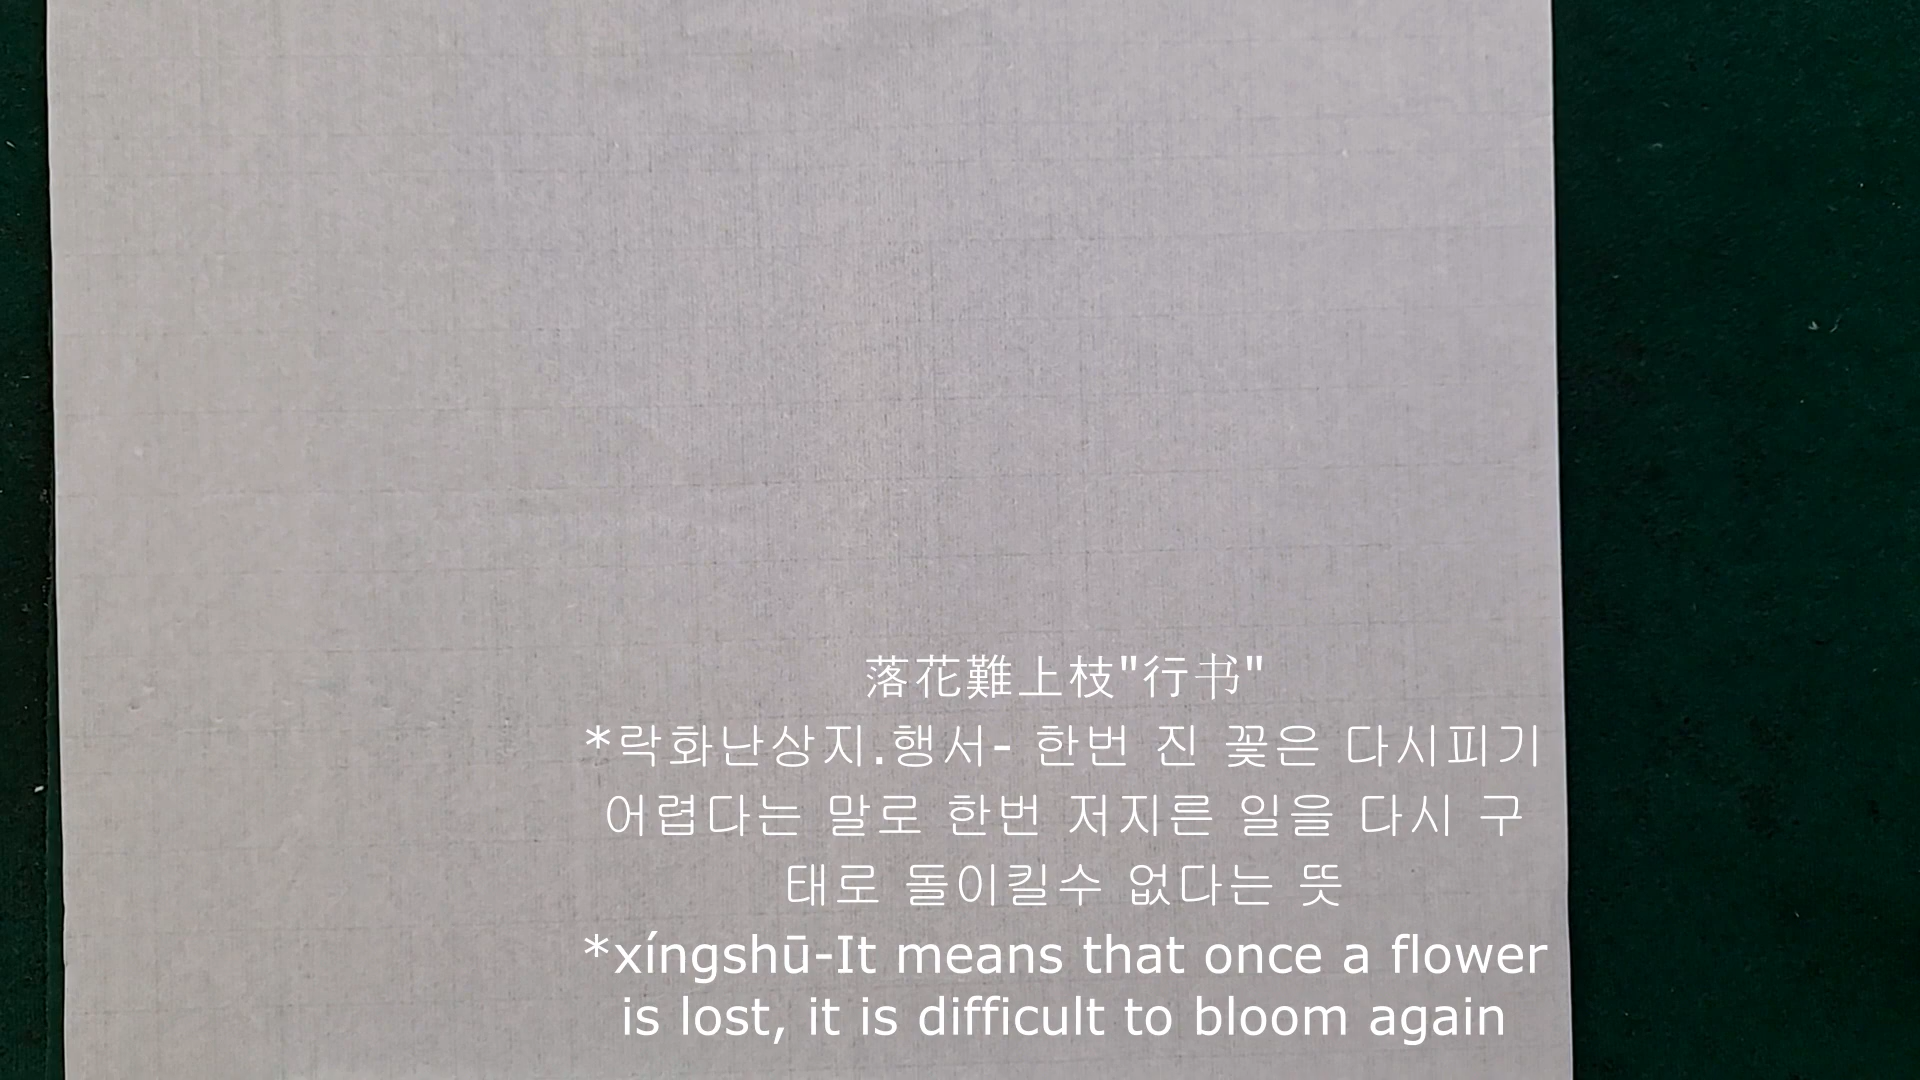 落花難上枝"行书"
*락화난상지.행서- 한번 진 꽃은 다시피기
어렵다는 말로 한번 저지른 일을 다시 구
태로 돌이킬수 없다는 뜻
*xíngshū-It means that once a flower
is lost, it is difficult to bloom again